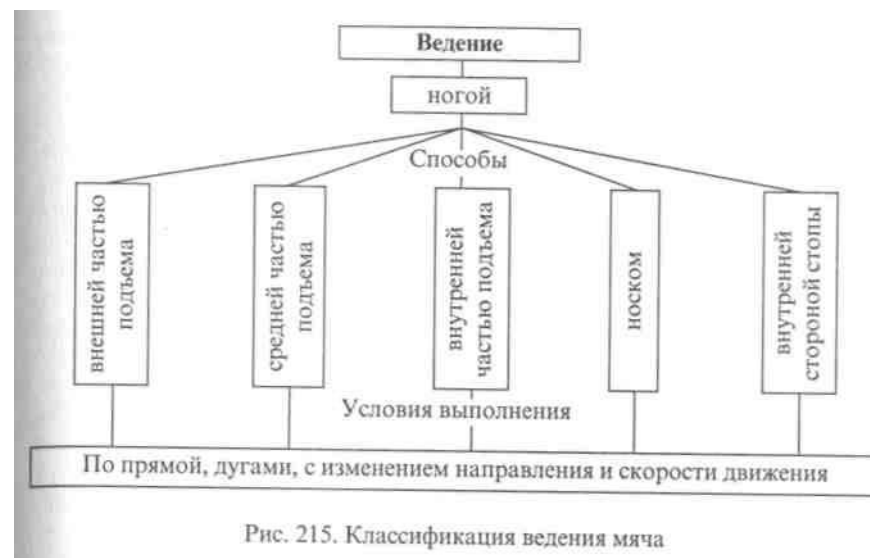 Ведение
ногой
Способы
внешней частью
подъема
средней частью
подъема
внутренней
частью подъема
носком
внутренней
стороной стопы
Условия выполнения
По прямой, дугами, с изменением направления и скорости движения
Рис. 215. Классификация ведения мяча